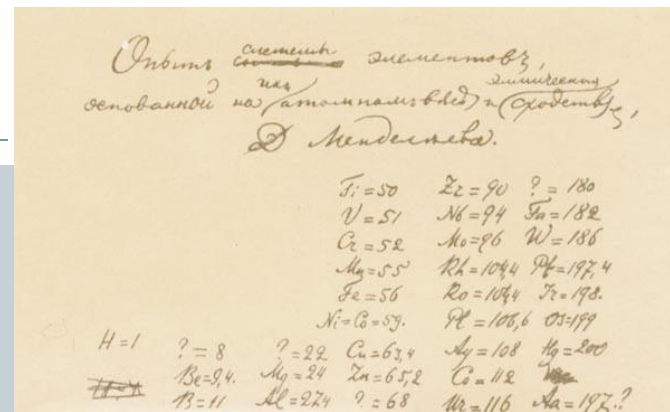 Опытъ системы элементовъ,
основанной на ихъ атомномъ вѣсѣ и химическомъ сходствѣ,
Д Менделѣева.
Ti=50 Zr=90 ?=180
V=51 Nb=94 Ta=182
Cr=52 Mo=96 W=186
Mn=55 Rh=104,4 Pt=197,4
Fe=56 Ro=104,4 Ir=198.
Ni=Co=59. Pl=106,6 Os=199
H=1 ?=8 ?=22 Cu=63,4 Ag=108 Hg=200
Be=9,4. Mg=24 Zn=65,2 Cd=112
B=11 Al=27,4 ?=68 Ur=116 Au=197?